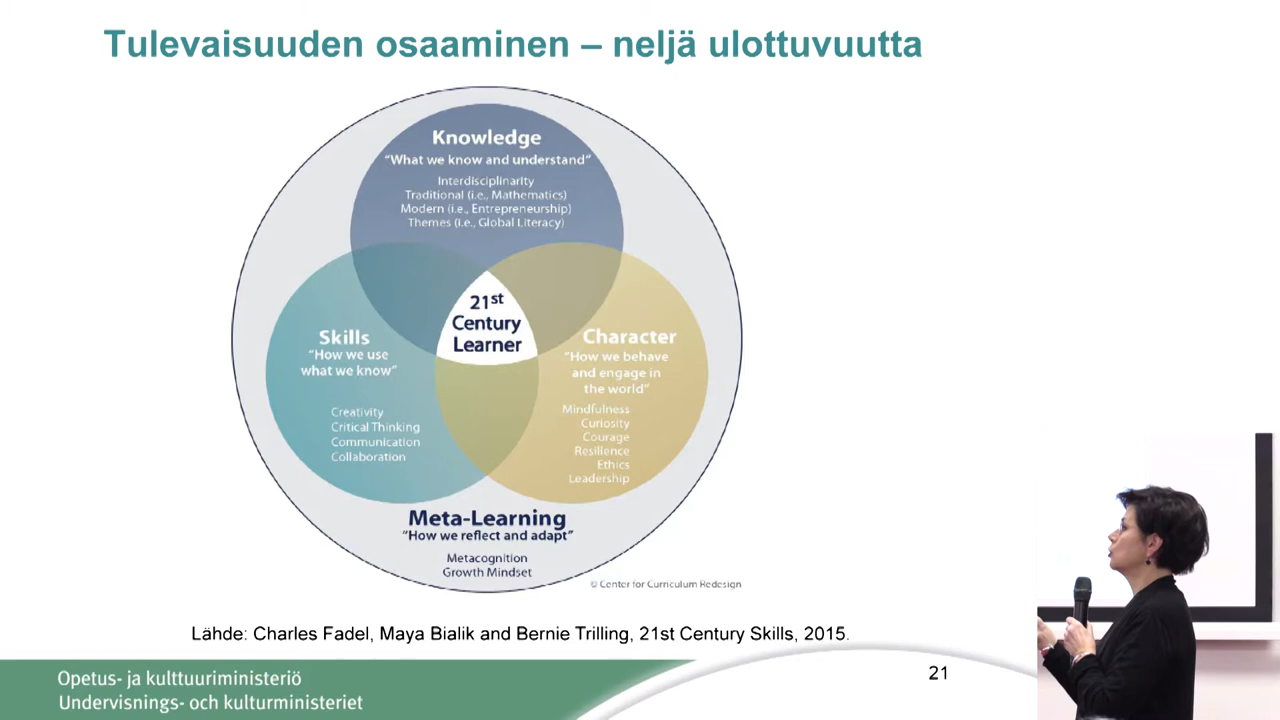 Tulevaisuuden osaaminen – neljä ulottuvuutta
Knowledge
“What we know and understand”
Interdisciplinarity
Traditional (i.e., Mathematics)
Modern (i.e., Entrepreneurship)
Themes (i.e., Global Literacy)
21st
Century
Learner
Skills
“How we use
what we know”
Creativity
Critical Thinking
Communication
Collaboration
Character
“How we behave
and engage in
the world”
Mindfulness
Curiosity
Courage
Resilience
Ethics
Leadership
Meta-Learning
“How we reflect and adapt”
Metacognition
Growth Mindset
© Center for Curriculum Redesign
Lähde: Charles Fadel, Maya Bialik and Bernie Trilling, 21st Century Skills, 2015.
Opetus- ja kulttuuriministeriö
Undervisnings- och kulturministeriet
21